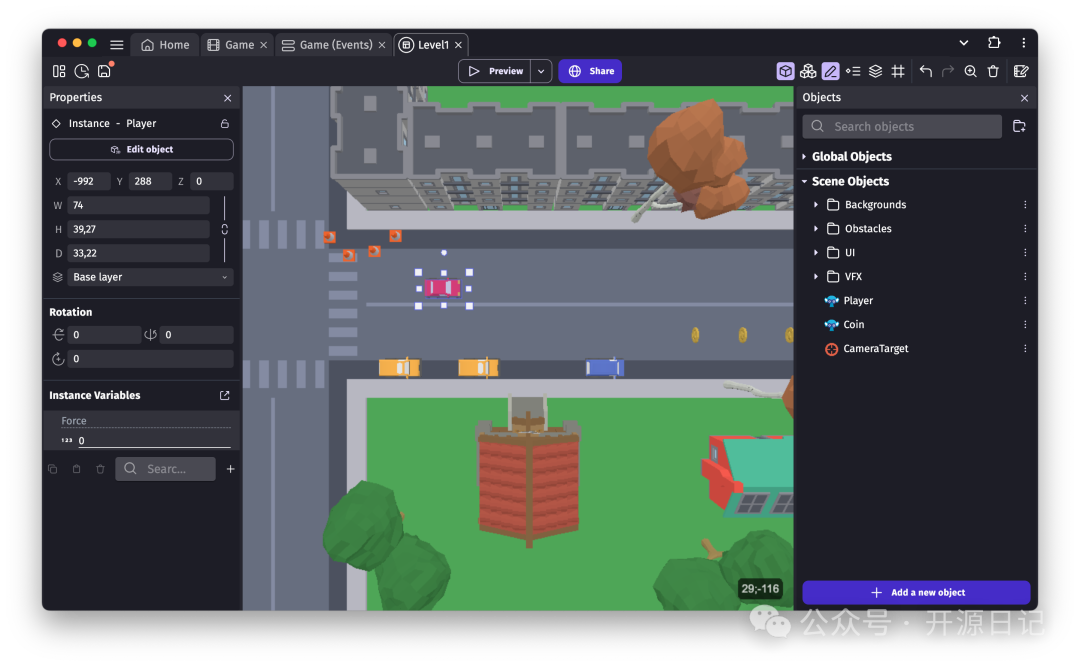 Home
Game
Game (Events)
Level1
Preview
Share
Properties
Instance - Player
Edit object
X -992 Y 288 Z 0
W 74
H 39,27
D 33,22
Base layer
Rotation
0 0
0
Instance Variables
Force
123 0
Searc...
29;-116
Objects
Search objects
Global Objects
Scene Objects
Backgrounds
Obstacles
UI
VFX
Player
Coin
CameraTarget
Add a new object
公众号 · 开源日记